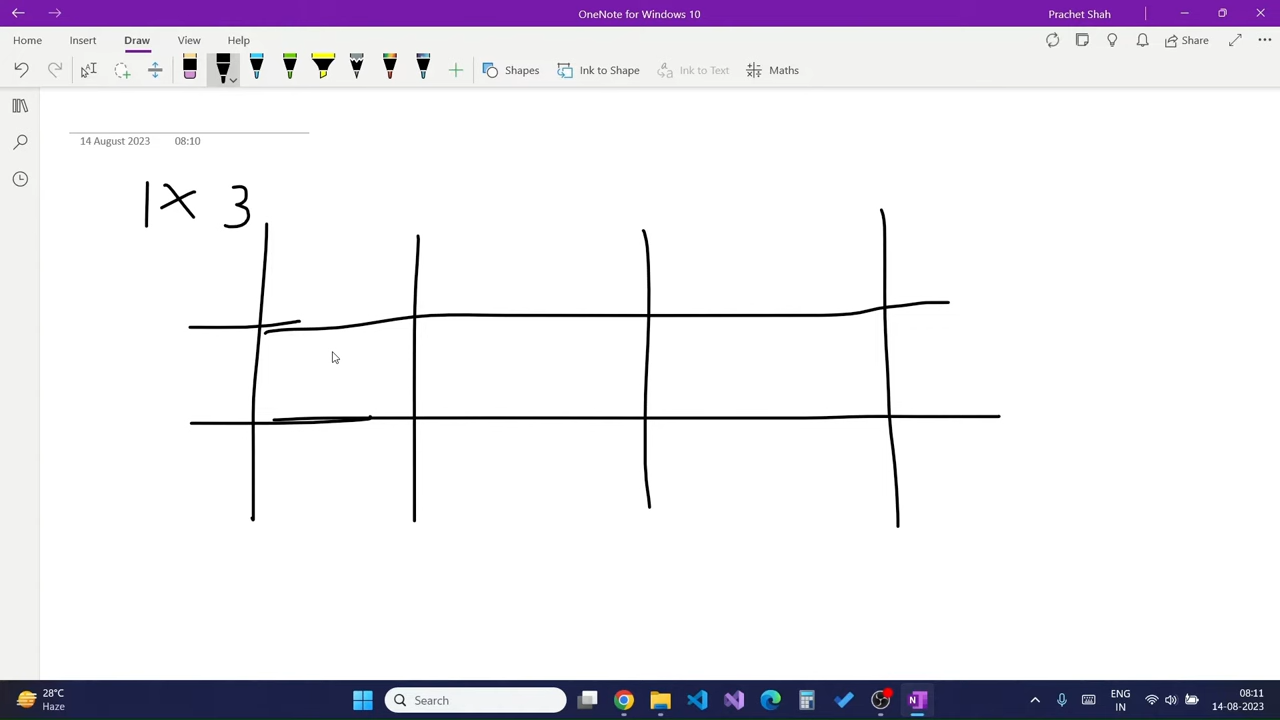 OneNote for Windows 10
Prachet Shah
Home Insert Draw View Help
Share
Shapes Ink to Shape Ink to Text Maths
14 August 2023 08:10
1 X 3
28°C
Haze
Search
ENG
IN
08:11
14-08-2023